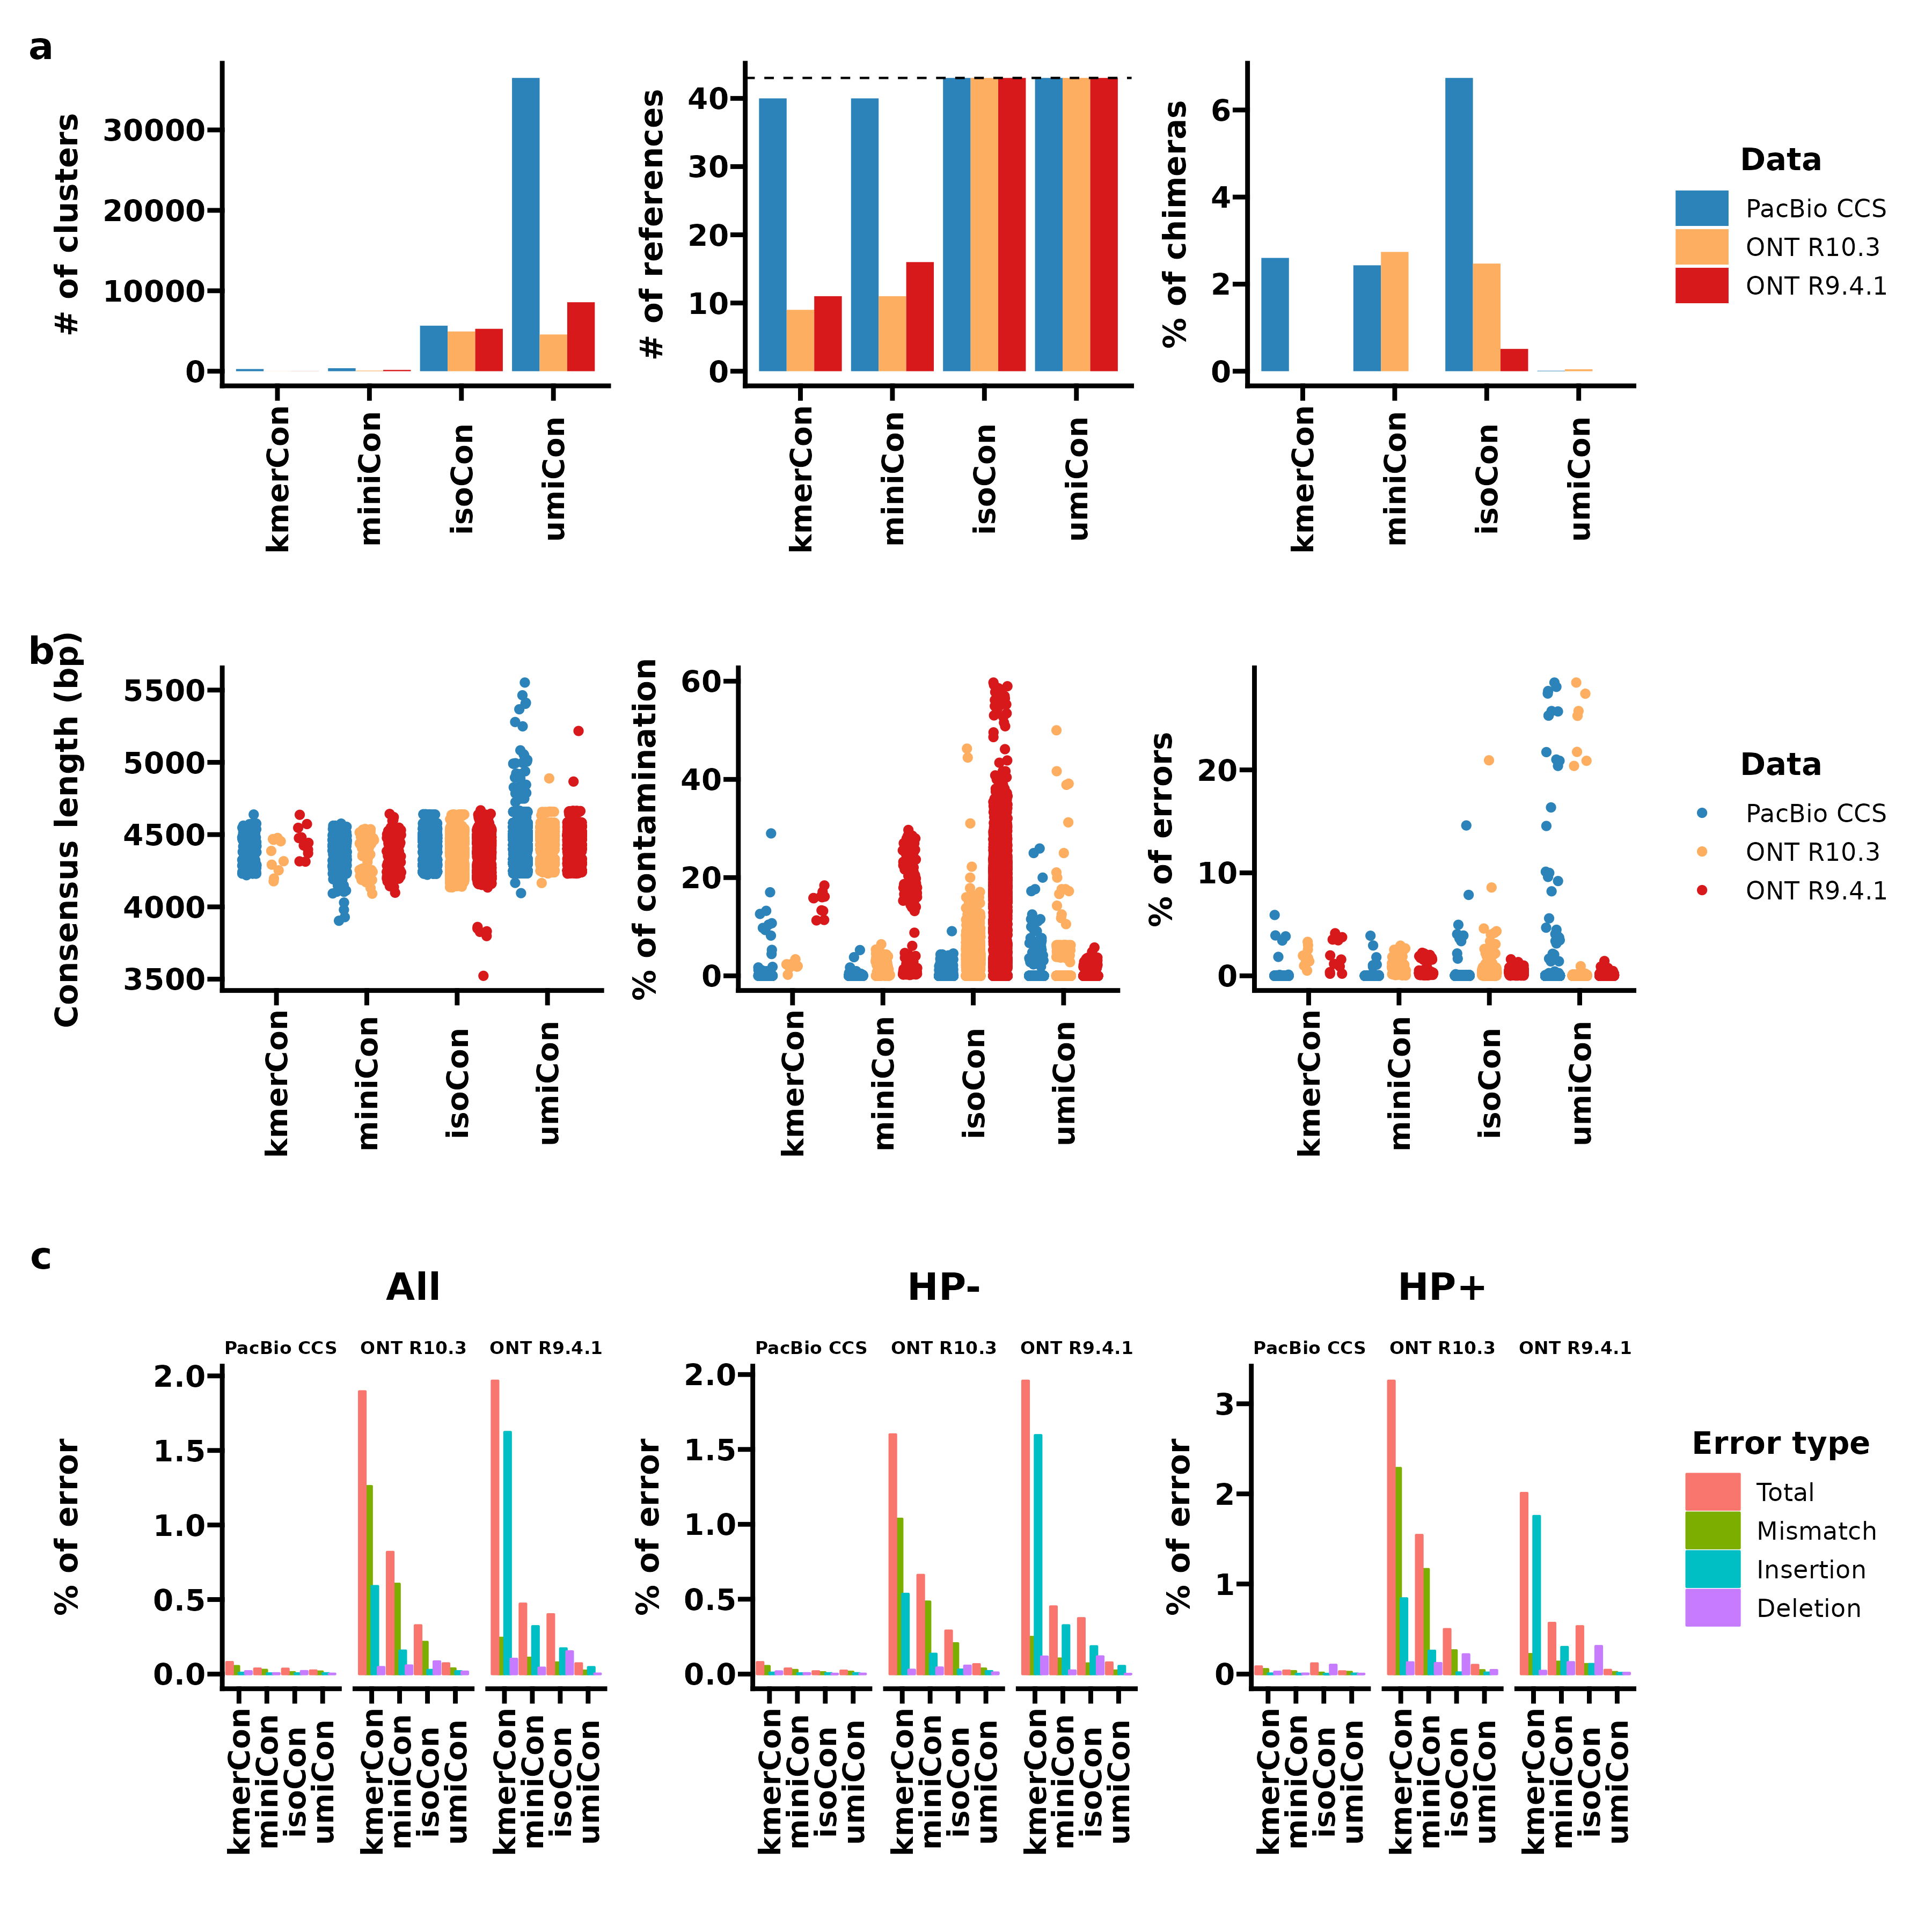 a
# of clusters
30000
20000
10000
0
kmerCon
miniCon
isoCon
umiCon
# of references
40
30
20
10
0
kmerCon
miniCon
isoCon
umiCon
% of chimeras
6
4
2
0
kmerCon
miniCon
isoCon
umiCon
Data
PacBio CCS
ONT R10.3
ONT R9.4.1
b
Consensus length (bp)
5500
5000
4500
4000
3500
kmerCon
miniCon
isoCon
umiCon
% of contamination
60
40
20
0
kmerCon
miniCon
isoCon
umiCon
% of errors
20
10
0
kmerCon
miniCon
isoCon
umiCon
Data
PacBio CCS
ONT R10.3
ONT R9.4.1
c
All
PacBio CCS
ONT R10.3
ONT R9.4.1
% of error
2.0
1.5
1.0
0.5
0.0
kmerCon
miniCon
isoCon
umiCon
kmerCon
miniCon
isoCon
umiCon
kmerCon
miniCon
isoCon
umiCon
HP-
PacBio CCS
ONT R10.3
ONT R9.4.1
% of error
2.0
1.5
1.0
0.5
0.0
kmerCon
miniCon
isoCon
umiCon
kmerCon
miniCon
isoCon
umiCon
kmerCon
miniCon
isoCon
umiCon
HP+
PacBio CCS
ONT R10.3
ONT R9.4.1
% of error
3
2
1
0
kmerCon
miniCon
isoCon
umiCon
kmerCon
miniCon
isoCon
umiCon
kmerCon
miniCon
isoCon
umiCon
Error type
Total
Mismatch
Insertion
Deletion